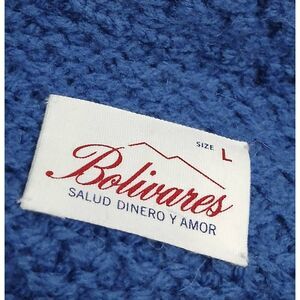 SIZE L
Bolivares
SALUD DINERO Y AMOR